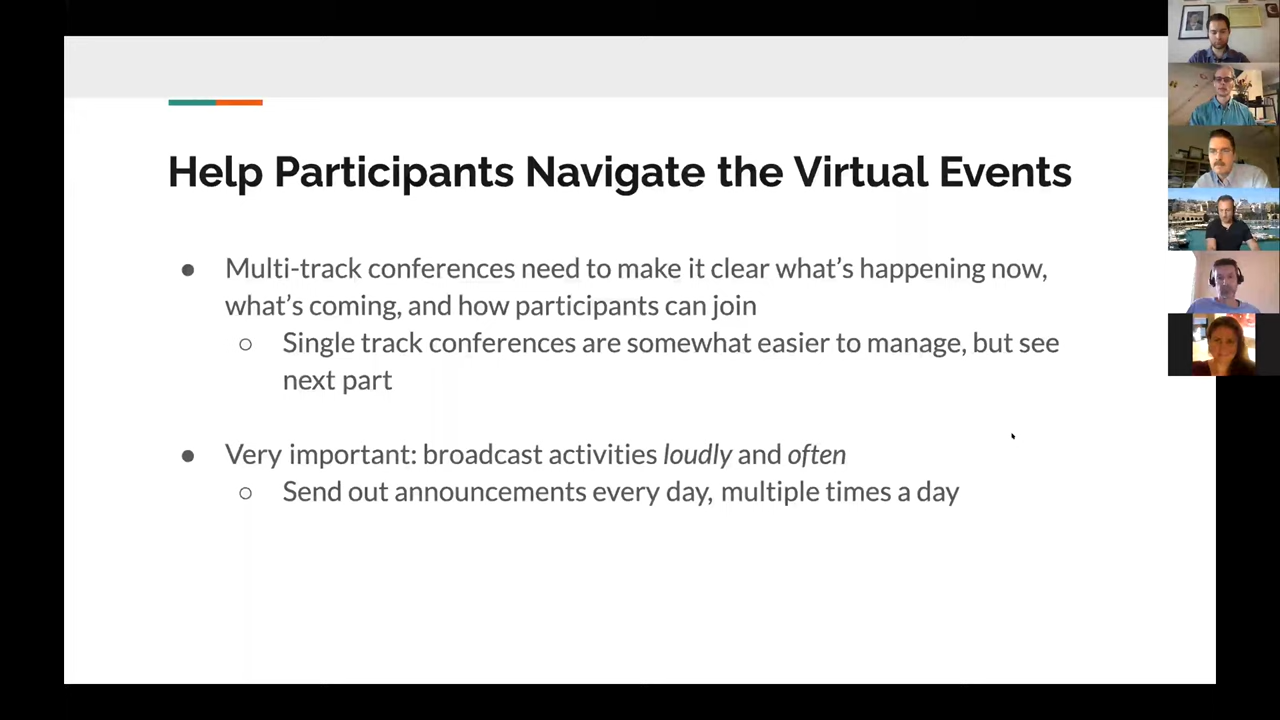 Help Participants Navigate the Virtual Events
● Multi-track conferences need to make it clear what’s happening now,
what’s coming, and how participants can join
○ Single track conferences are somewhat easier to manage, but see
next part
● Very important: broadcast activities loudly and often
○ Send out announcements every day, multiple times a day